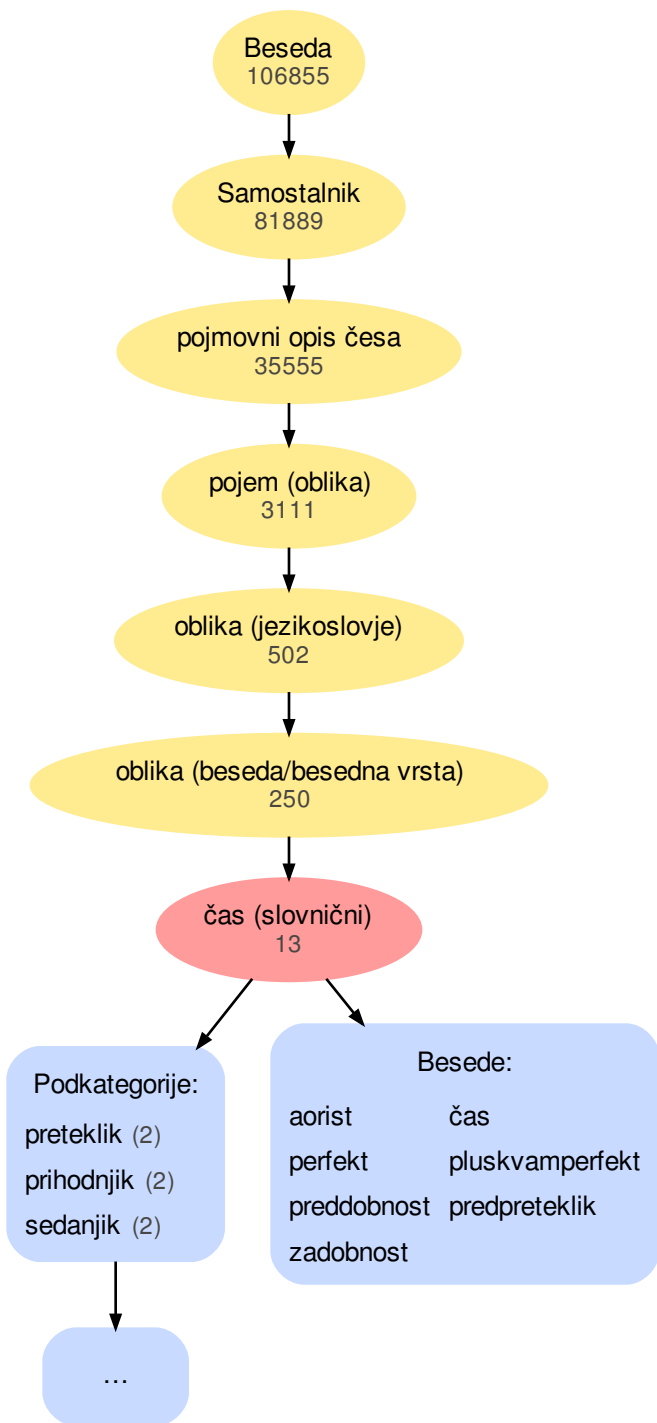 Beseda
106855
Samostalnik
81889
pojmovni opis česa
35555
pojem (oblika)
3111
oblika (jezikoslovje)
502
oblika (beseda/besedna vrsta)
250
čas (slovnični)
13
Podkategorije:
preteklik (2)
prihodnjik (2)
sedanjik (2)
...
Besede:
aorist čas
perfekt pluskvamperfekt
preddobnost predpreteklik
zadobnost